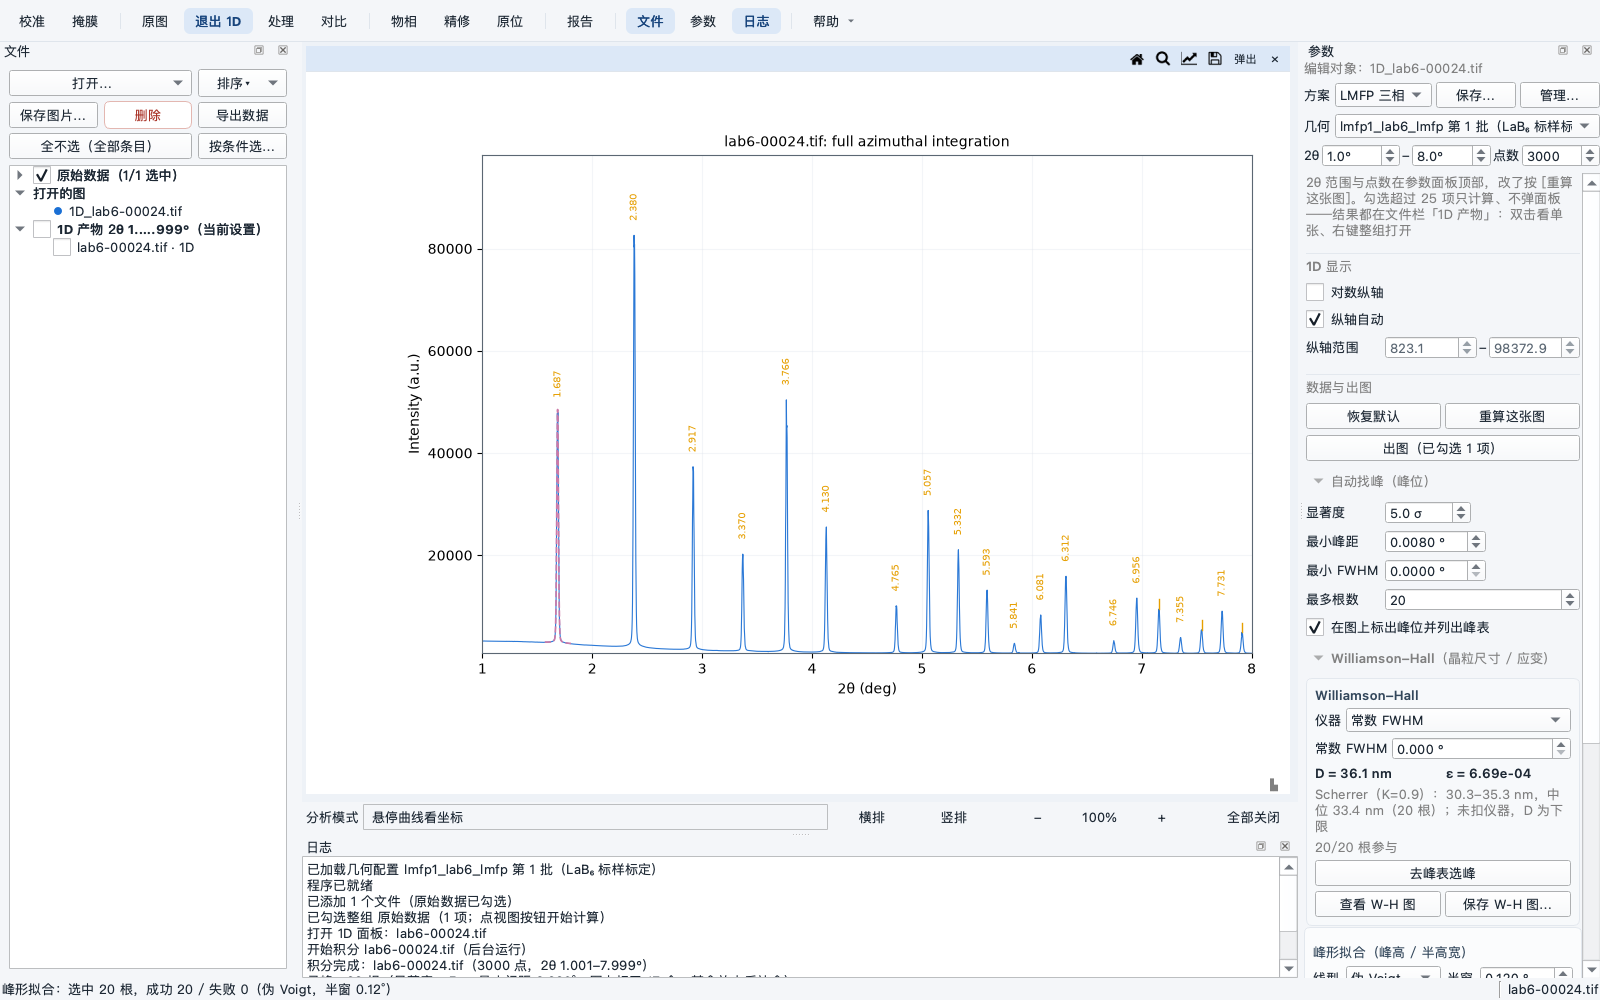 校准 掩膜 原图 退出 1D 处理 对比 物相 精修 原位 报告 文件 参数 日志 帮助
文件
打开...
排序
保存图片...
删除
导出数据
全不选（全部条目）
按条件选...
原始数据（1/1 选中）
打开的图
1D_lab6-00024.tif
1D 产物 2θ 1.....999°（当前设置）
lab6-00024.tif · 1D
弹出 ×
lab6-00024.tif: full azimuthal integration
Intensity (a.u.)
80000
60000
40000
20000
1.687
2.380
2.917
3.370
3.766
4.130
4.765
5.057
5.332
5.593
5.841
6.081
6.312
6.746
6.956
7.355
7.731
1 2 3 4 5 6 7 8
2θ (deg)
分析模式 悬停曲线看坐标 横排 竖排 − 100% + 全部关闭
日志
已加载几何配置 lmfp1_lab6_lmfp 第 1 批（LaB₆ 标样标定）
程序已就绪
已添加 1 个文件（原始数据已勾选）
已勾选整组 原始数据（1 项；点视图按钮开始计算）
打开 1D 面板：lab6-00024.tif
开始积分 lab6-00024.tif（后台运行）
积分完成：lab6-00024.tif（3000 点，2θ 1.001–7.999°）
峰形拟合：选中 20 根，成功 20 / 失败 0（伪 Voigt，半窗 0.12°）
lab6-00024.tif
参数
编辑对象：1D_lab6-00024.tif
方案 LMFP 三相 保存... 管理...
几何 lmfp1_lab6_lmfp 第 1 批（LaB₆ 标样标
2θ 1.0° – 8.0° 点数 3000
2θ 范围与点数在参数面板顶部，改了按 [重算
这张图]。勾选超过 25 项只计算、不弹面板
——结果都在文件栏「1D 产物」：双击看单
张、右键整组打开
1D 显示
对数纵轴
纵轴自动
纵轴范围 823.1 – 98372.9
数据与出图
恢复默认 重算这张图
出图（已勾选 1 项）
自动找峰（峰位）
显著度 5.0 σ
最小峰距 0.0080 °
最小 FWHM 0.0000 °
最多根数 20
在图上标出峰位并列出峰表
Williamson–Hall（晶粒尺寸 / 应变）
Williamson–Hall
仪器 常数 FWHM
常数 FWHM 0.000 °
D = 36.1 nm ε = 6.69e-04
Scherrer（K=0.9）：30.3–35.3 nm，中
位 33.4 nm（20 根）；未扣仪器，D 为下
限
20/20 根参与
去峰表选峰
查看 W-H 图 保存 W-H 图...
峰形拟合（峰高 / 半高宽）
线型 伪 Voigt 半窗 0.120 °